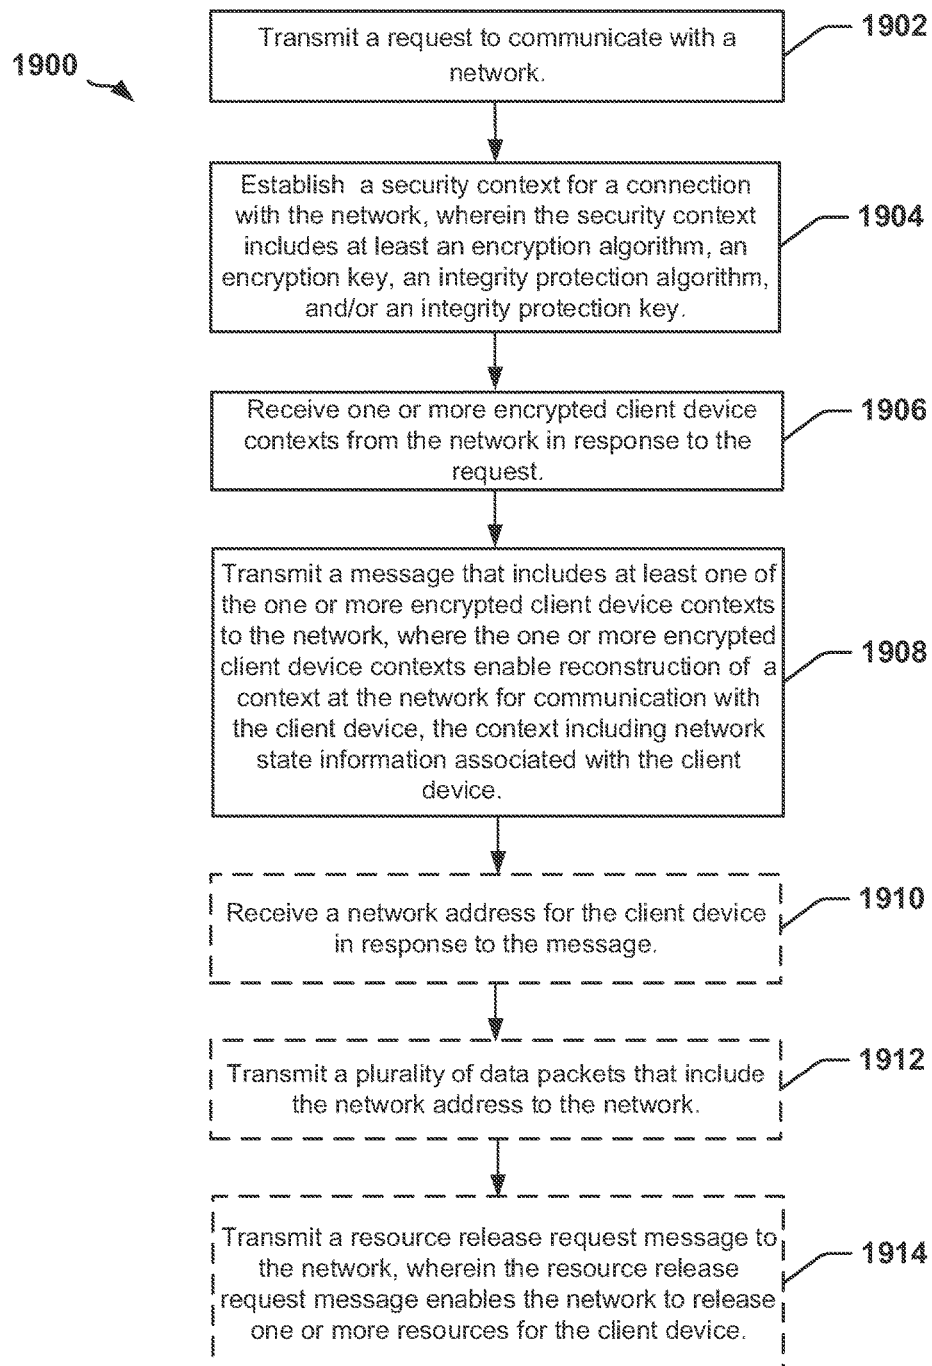 1900
Transmit a request to communicate with a
network.
1902
Establish a security context for a connection
with the network, wherein the security context
includes at least an encryption algorithm, an
encryption key, an integrity protection algorithm,
and/or an integrity protection key.
1904
Receive one or more encrypted client device
contexts from the network in response to the
request.
1906
Transmit a message that includes at least one of
the one or more encrypted client device contexts
to the network, where the one or more encrypted
client device contexts enable reconstruction of a
context at the network for communication with
the client device, the context including network
state information associated with the client
device.
1908
Receive a network address for the client device
in response to the message.
1910
Transmit a plurality of data packets that include
the network address to the network.
1912
Transmit a resource release request message to
the network, wherein the resource release
request message enables the network to release
one or more resources for the client device.
1914